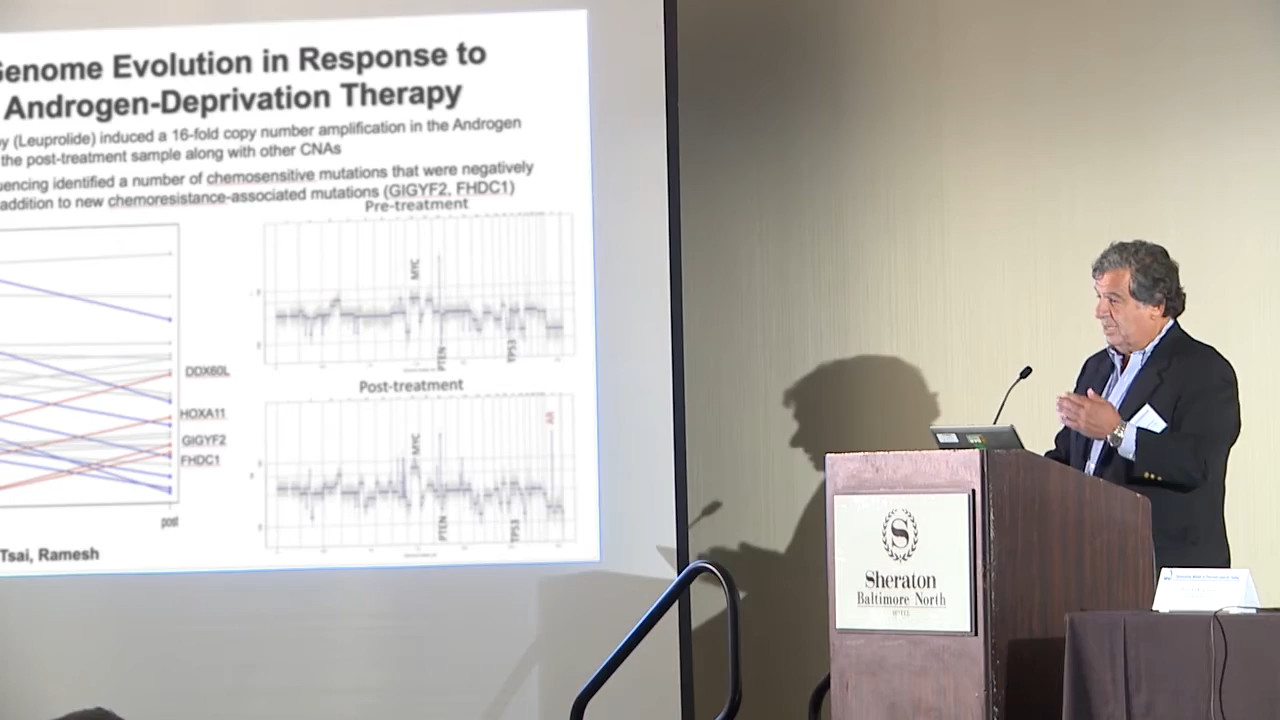 Genome Evolution in Response to
Androgen-Deprivation Therapy
(Leuprolide) induced a 16-fold copy number amplification in the Androgen
the post-treatment sample along with other CNAs
identified a number of chemosensitive mutations that were negatively
addition to new chemoresistance-associated mutations (GIGYF2, FHDC1)
Pre-treatment
MYC
PTEN
TP53
Post-treatment
MYC
AR
PTEN
TP53
DDX60L
HOXA11
GIGYF2
FHDC1
post
Tsai, Ramesh
S
Sheraton
Baltimore North
HOTEL